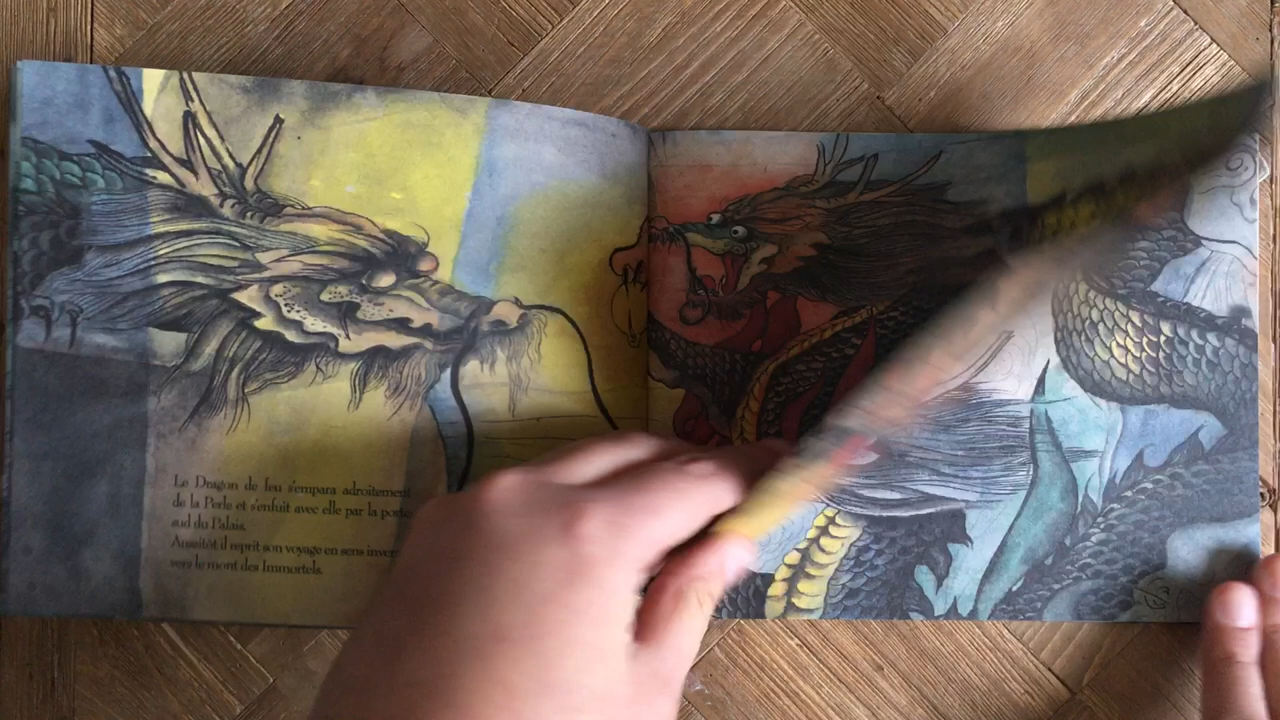 Le Dragon de feu s'empara adroitement
de la Perle et s'enfuit avec elle par la porte
sud du Palais.
Aussitôt il reprit son voyage en sens inver
vers le mont des Immortels.